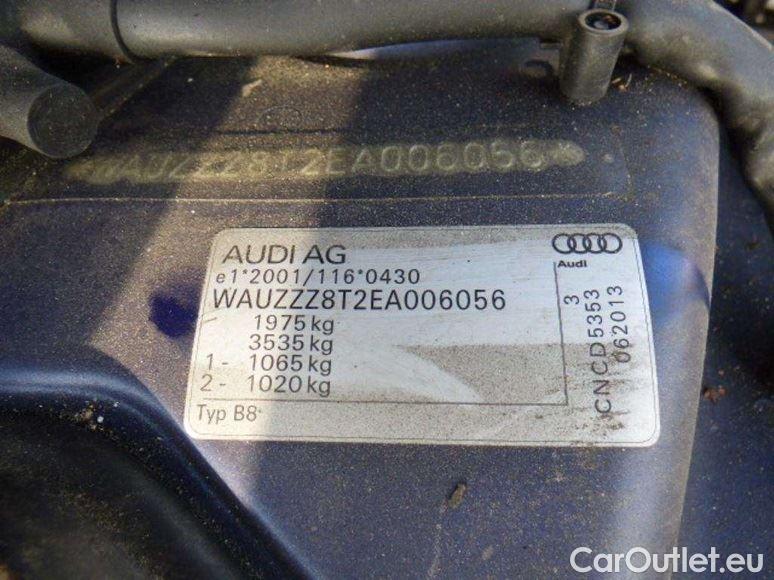 *WAUZZZ8T2EA006056*
AUDI AG
Audi
e1*2001/116*0430
WAUZZZ8T2EA006056
- 1975 kg
3535 kg
1 - 1065 kg
2 - 1020 kg
Typ B8
3
CNCD5353
062013
CarOutlet.eu